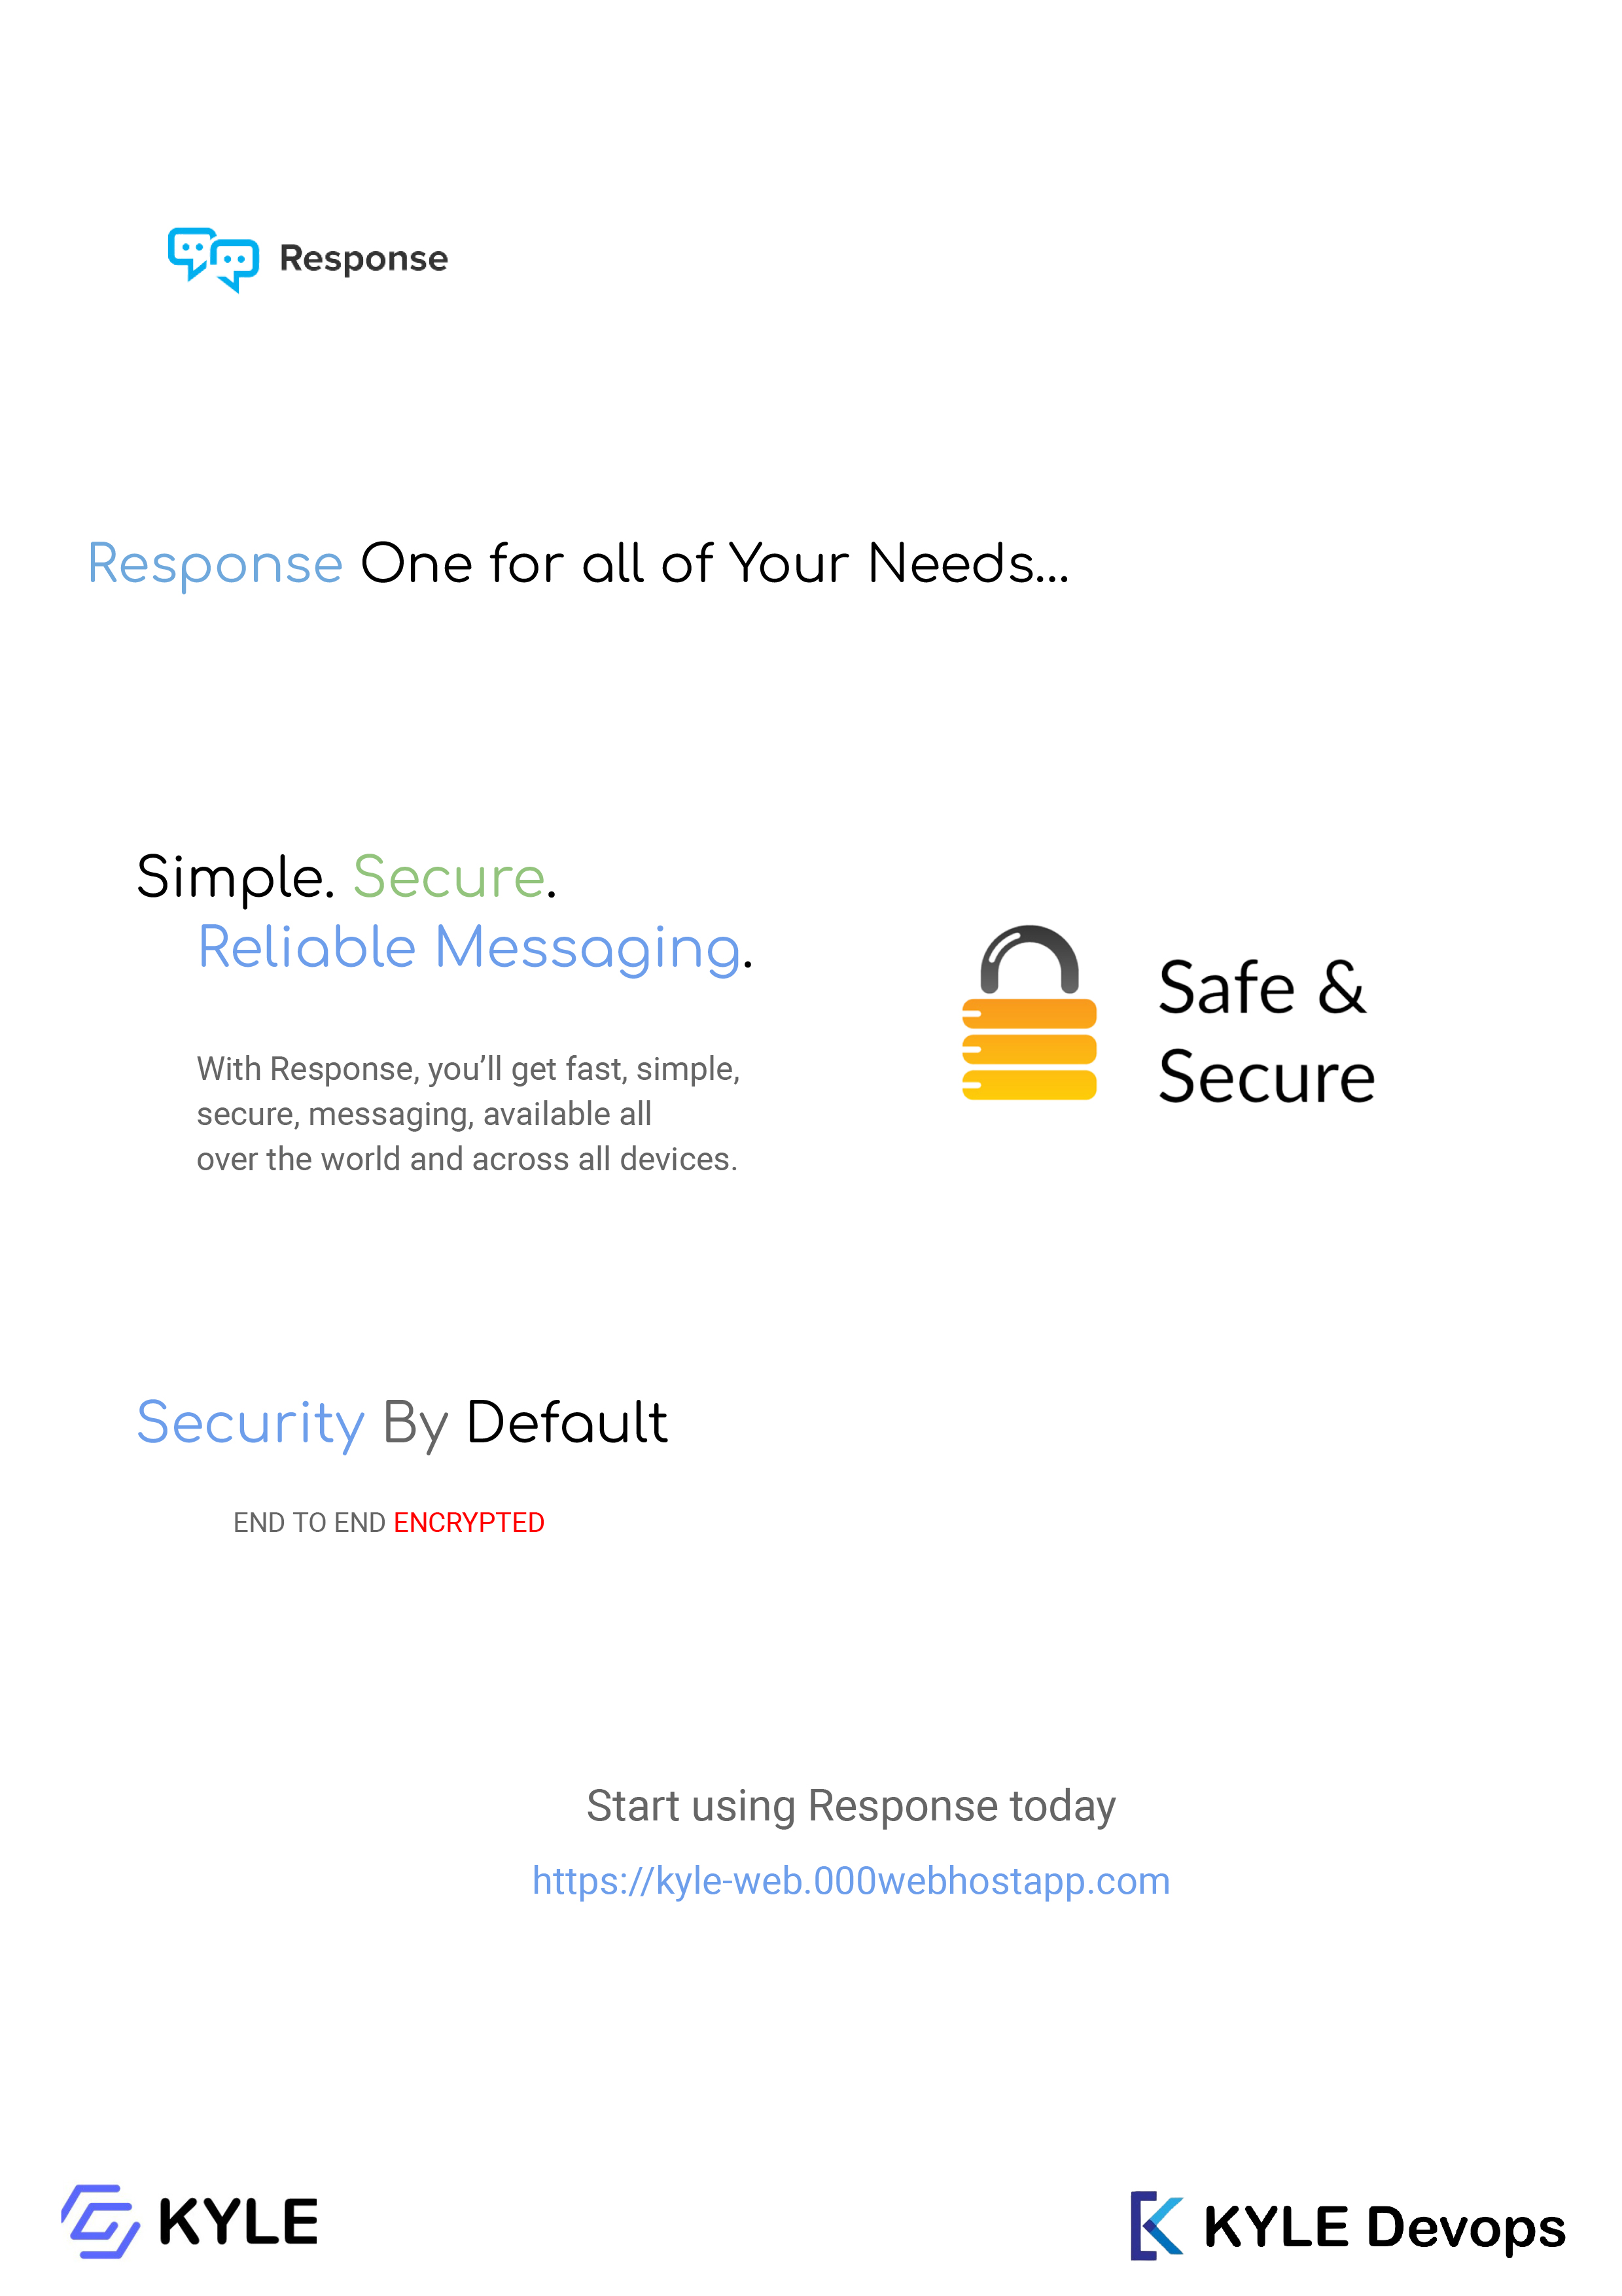 Response
Response One for all of Your Needs...
Simple. Secure.
Reliable Messaging.
With Response, you’ll get fast, simple,
secure, messaging, available all
over the world and across all devices.
Safe &
Secure
Security By Default
END TO END ENCRYPTED
Start using Response today
https://kyle-web.000webhostapp.com
KYLE
KYLE Devops